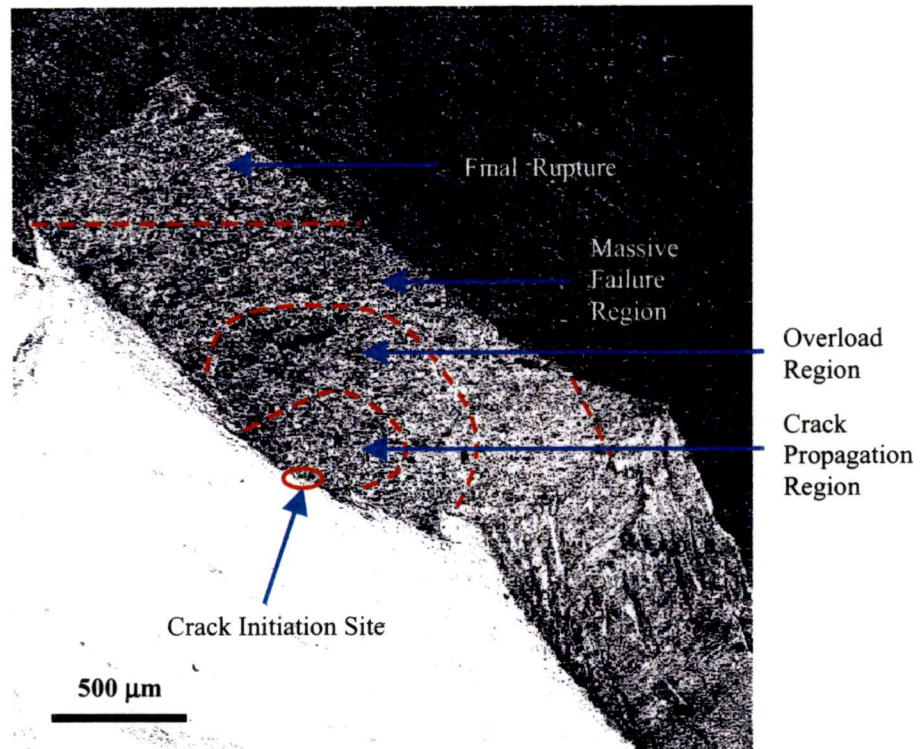 Final Rupture
Massive
Failure
Region
Overload
Region
Crack
Propagation
Region
Crack Initiation Site
500 μm